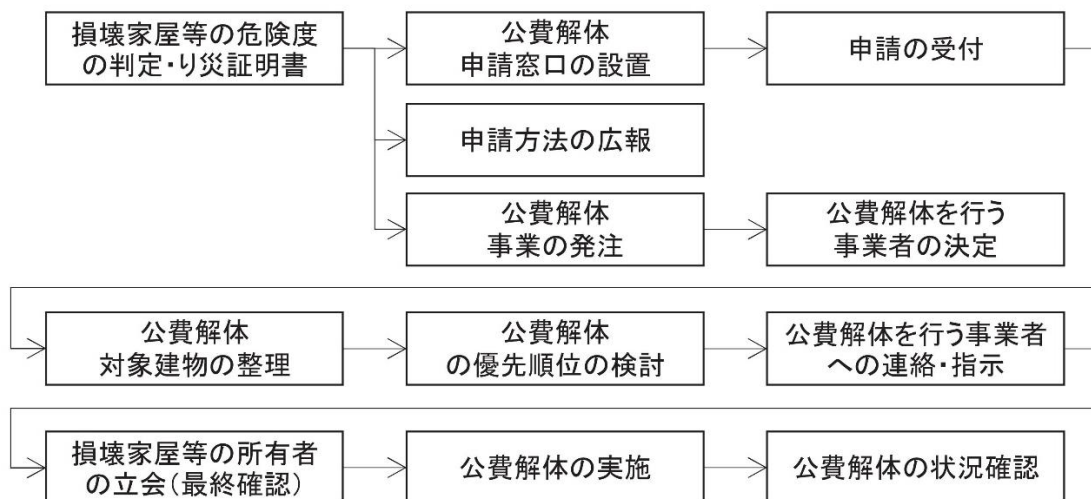 損壊家屋等の危険度
の判定・り災証明書
公費解体
申請窓口の設置
申請の受付
申請方法の広報
公費解体
事業の発注
公費解体を行う
事業者の決定
公費解体
対象建物の整理
公費解体
の優先順位の検討
公費解体を行う事業者
への連絡・指示
損壊家屋等の所有者
の立会(最終確認)
公費解体の実施
公費解体の状況確認